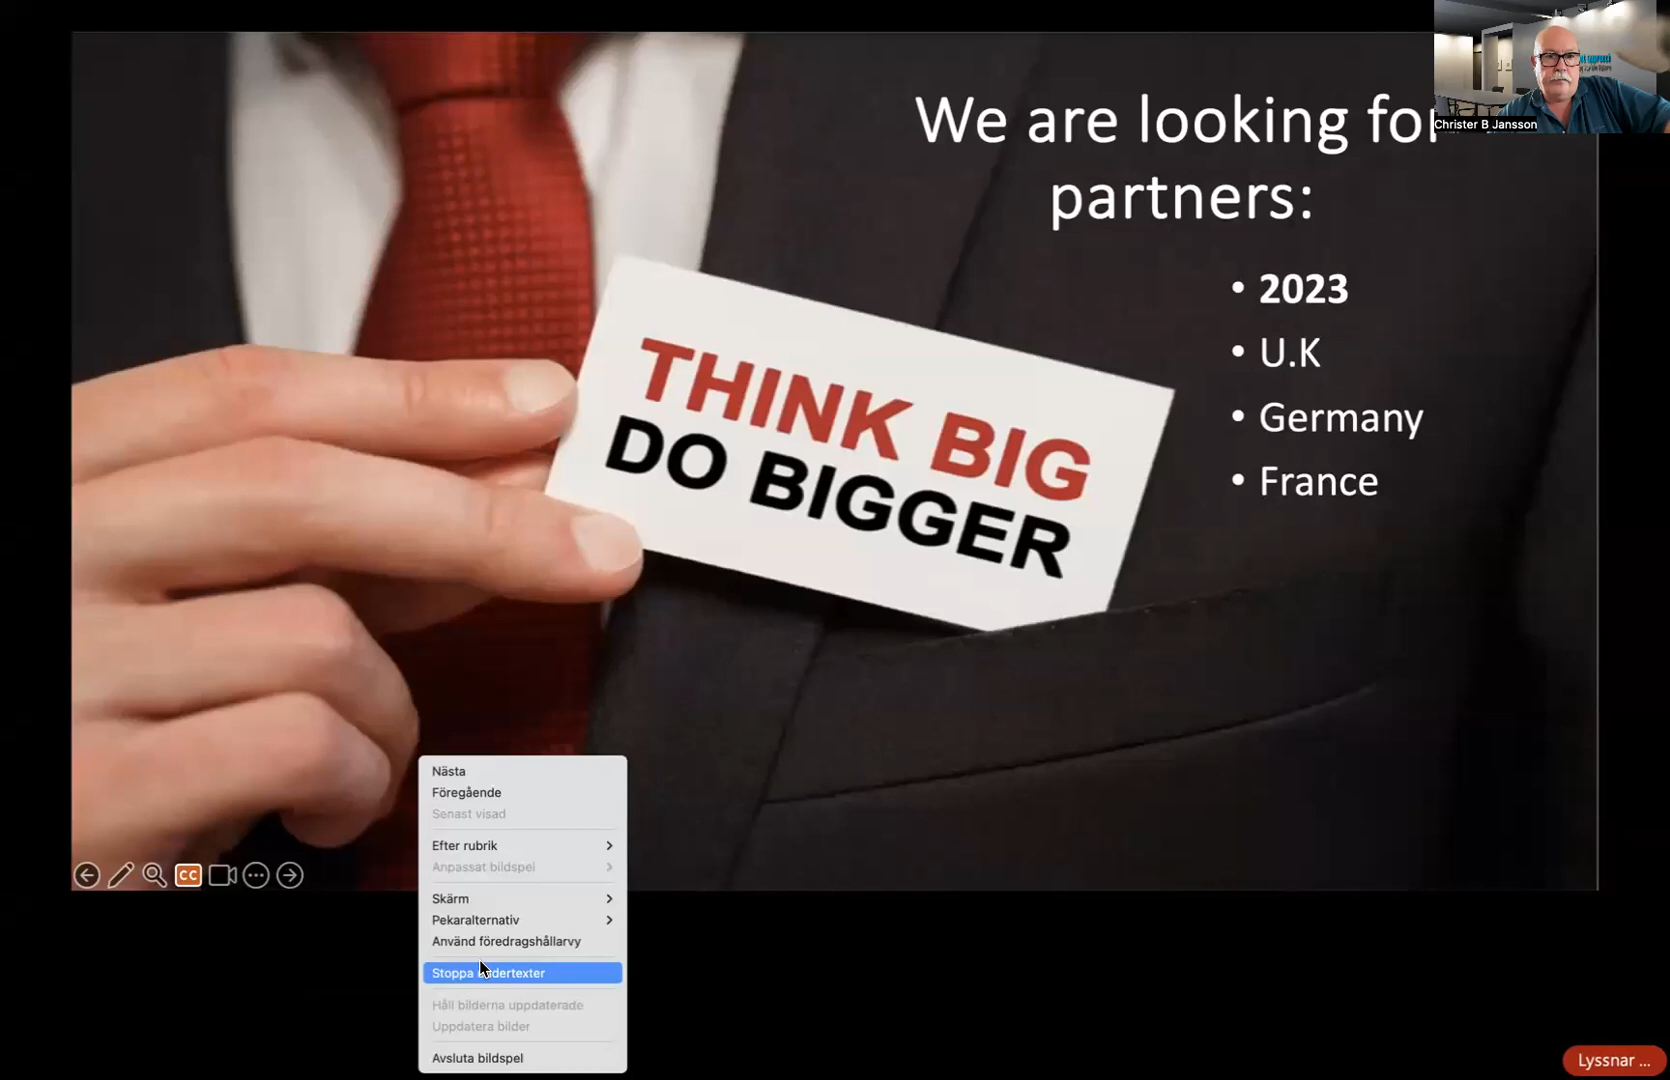 We are looking for
partners:
Christer B Jansson
• 2023
• U.K
• Germany
• France
THINK BIG
DO BIGGER
Nästa
Föregående
Senast visad
Efter rubrik
Anpassat bildspel
Skärm
Pekaralternativ
Använd föredragshållarvy
Stoppa undertexter
Håll bilderna uppdaterade
Uppdatera bilder
Avsluta bildspel
CC
Lyssnar ...